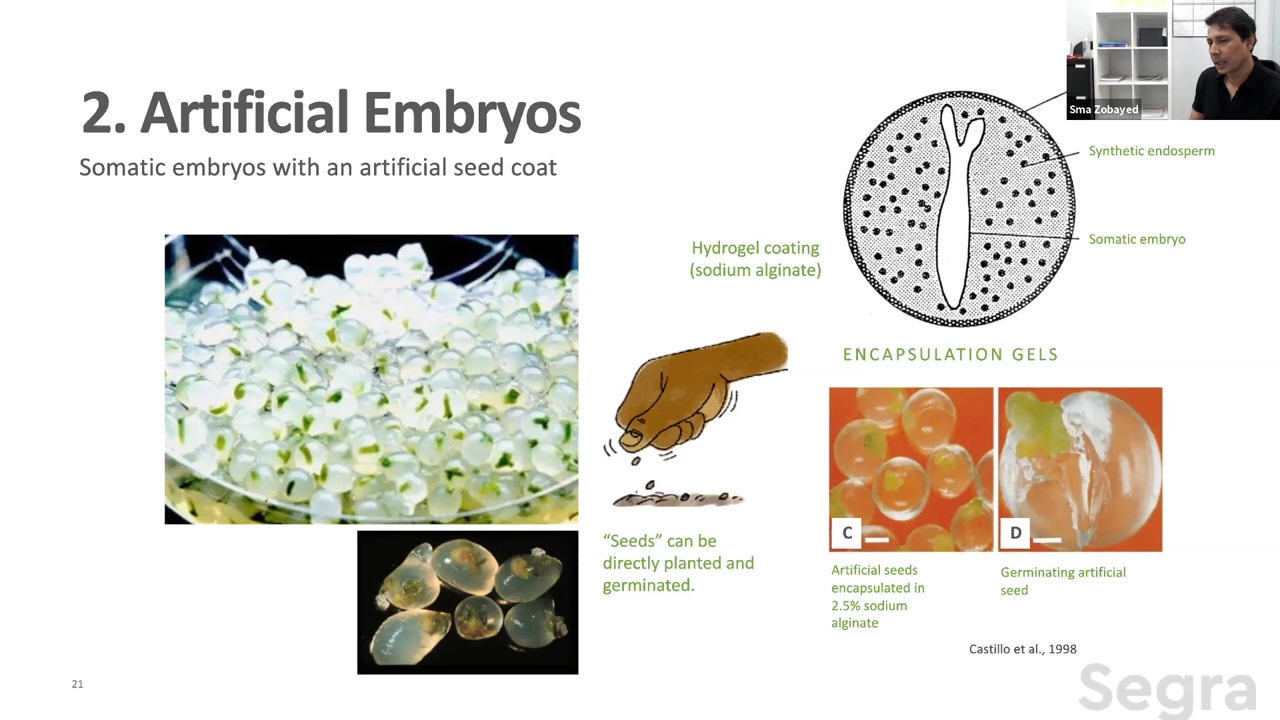 2. Artificial Embryos
Somatic embryos with an artificial seed coat
Sma Zobayed
Synthetic endosperm
Somatic embryo
Hydrogel coating
(sodium alginate)
ENCAPSULATION GELS
"Seeds" can be
directly planted and
germinated.
C
D
Artificial seeds
encapsulated in
2.5% sodium
alginate
Germinating artificial
seed
Castillo et al., 1998
21
Segra